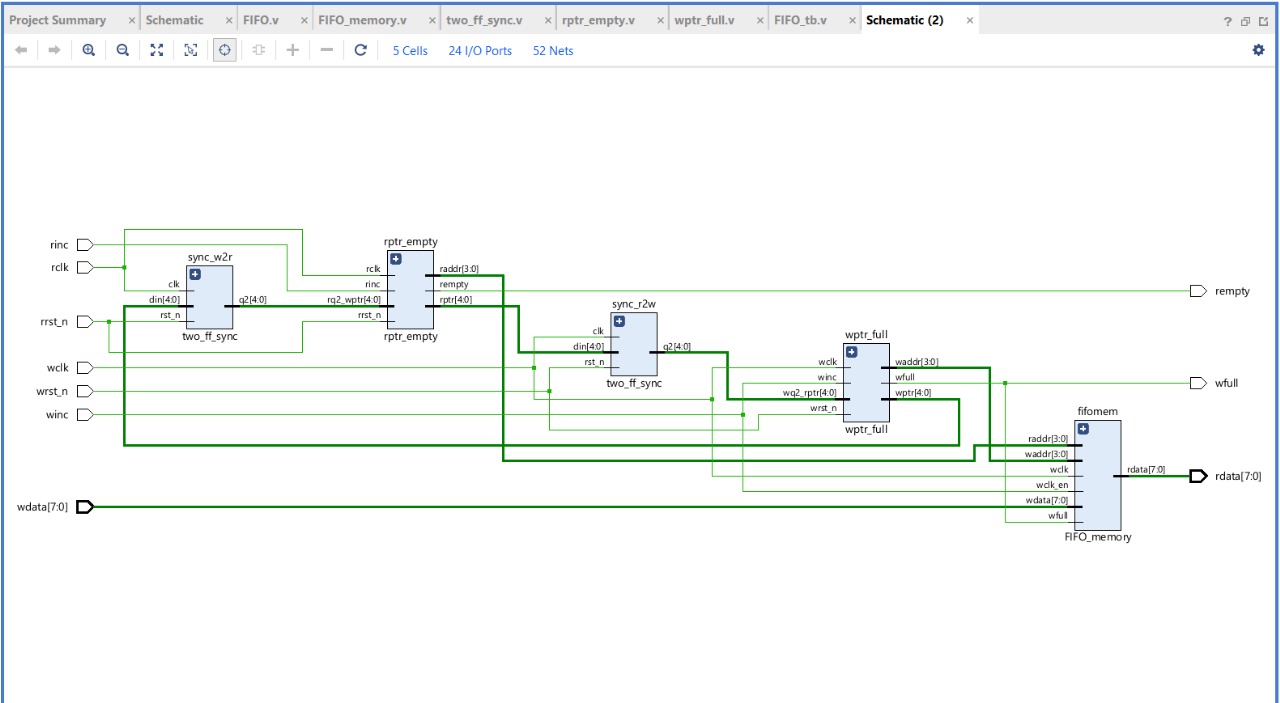 Project Summary × Schematic × FIFO.v × FIFO_memory.v × two_ff_sync.v × rptr_empty.v × wptr_full.v × FIFO_tb.v × Schematic (2) × ?
5 Cells 24 I/O Ports 52 Nets
rinc
rclk
rrst_n
wclk
wrst_n
winc
wdata[7:0]
sync_w2r
clk
din[4:0] q2[4:0]
rst_n
two_ff_sync
rptr_empty
rclk raddr[3:0]
rinc rempty
rq2_wptr[4:0] rptr[4:0]
rrst_n
rptr_empty
sync_r2w
clk
din[4:0] q2[4:0]
rst_n
two_ff_sync
wptr_full
wclk waddr[3:0]
winc wfull
wq2_rptr[4:0] wptr[4:0]
wrst_n
wptr_full
fifomem
raddr[3:0]
waddr[3:0]
wclk rdata[7:0]
wclk_en
wdata[7:0]
wfull
FIFO_memory
rempty
wfull
rdata[7:0]